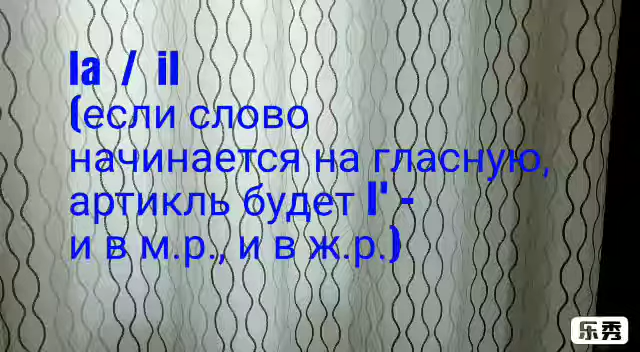 la / il
(если слово
начинается на гласную,
артикль будет l' -
и в м.р., и в ж.р.)
乐秀